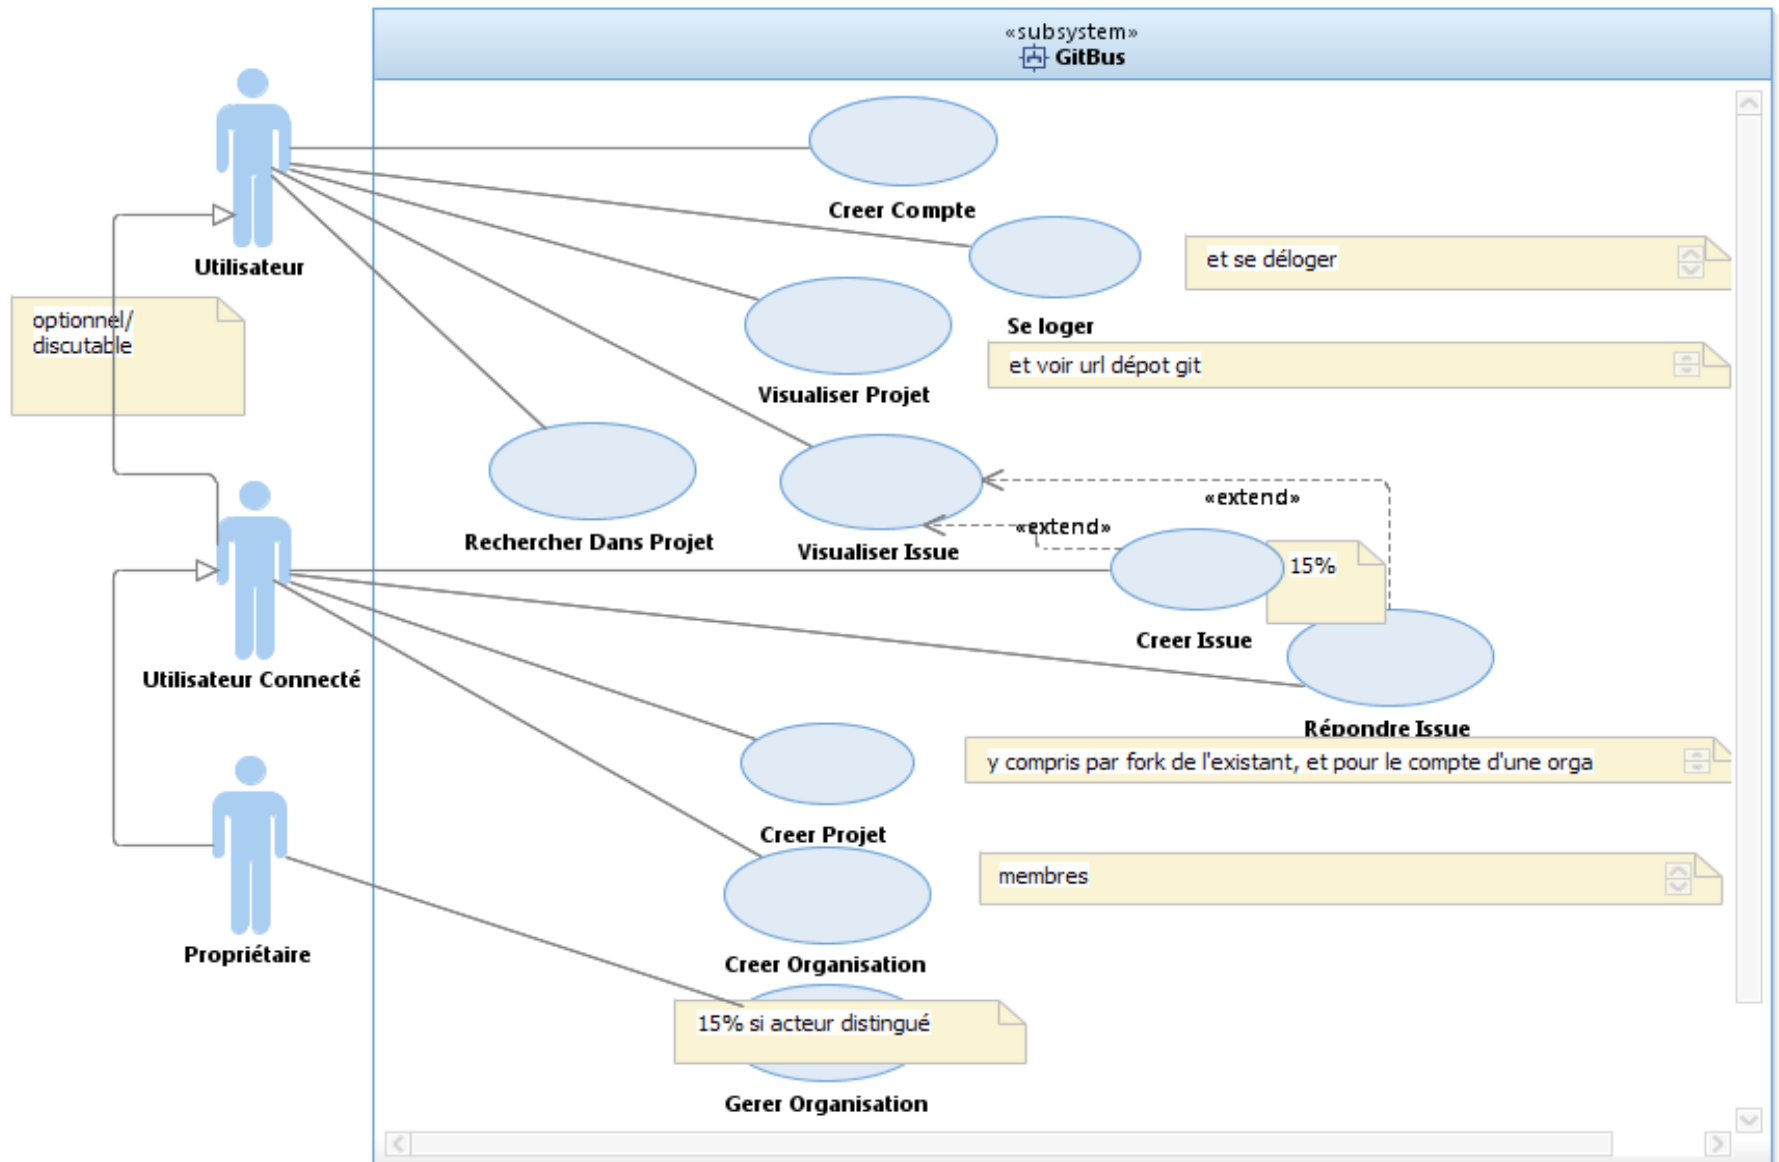 «subsystem»
GitBus
Creer Compte
Utilisateur
et se déloger
Se loger
optionnel/
discutable
et voir url dépot git
Visualiser Projet
«extend»
«extend»
Rechercher Dans Projet
Visualiser Issue
15%
Creer Issue
Utilisateur Connecté
Répondre Issue
y compris par fork de l'existant, et pour le compte d'une orga
Creer Projet
membres
Propriétaire
Creer Organisation
15% si acteur distingué
Gerer Organisation